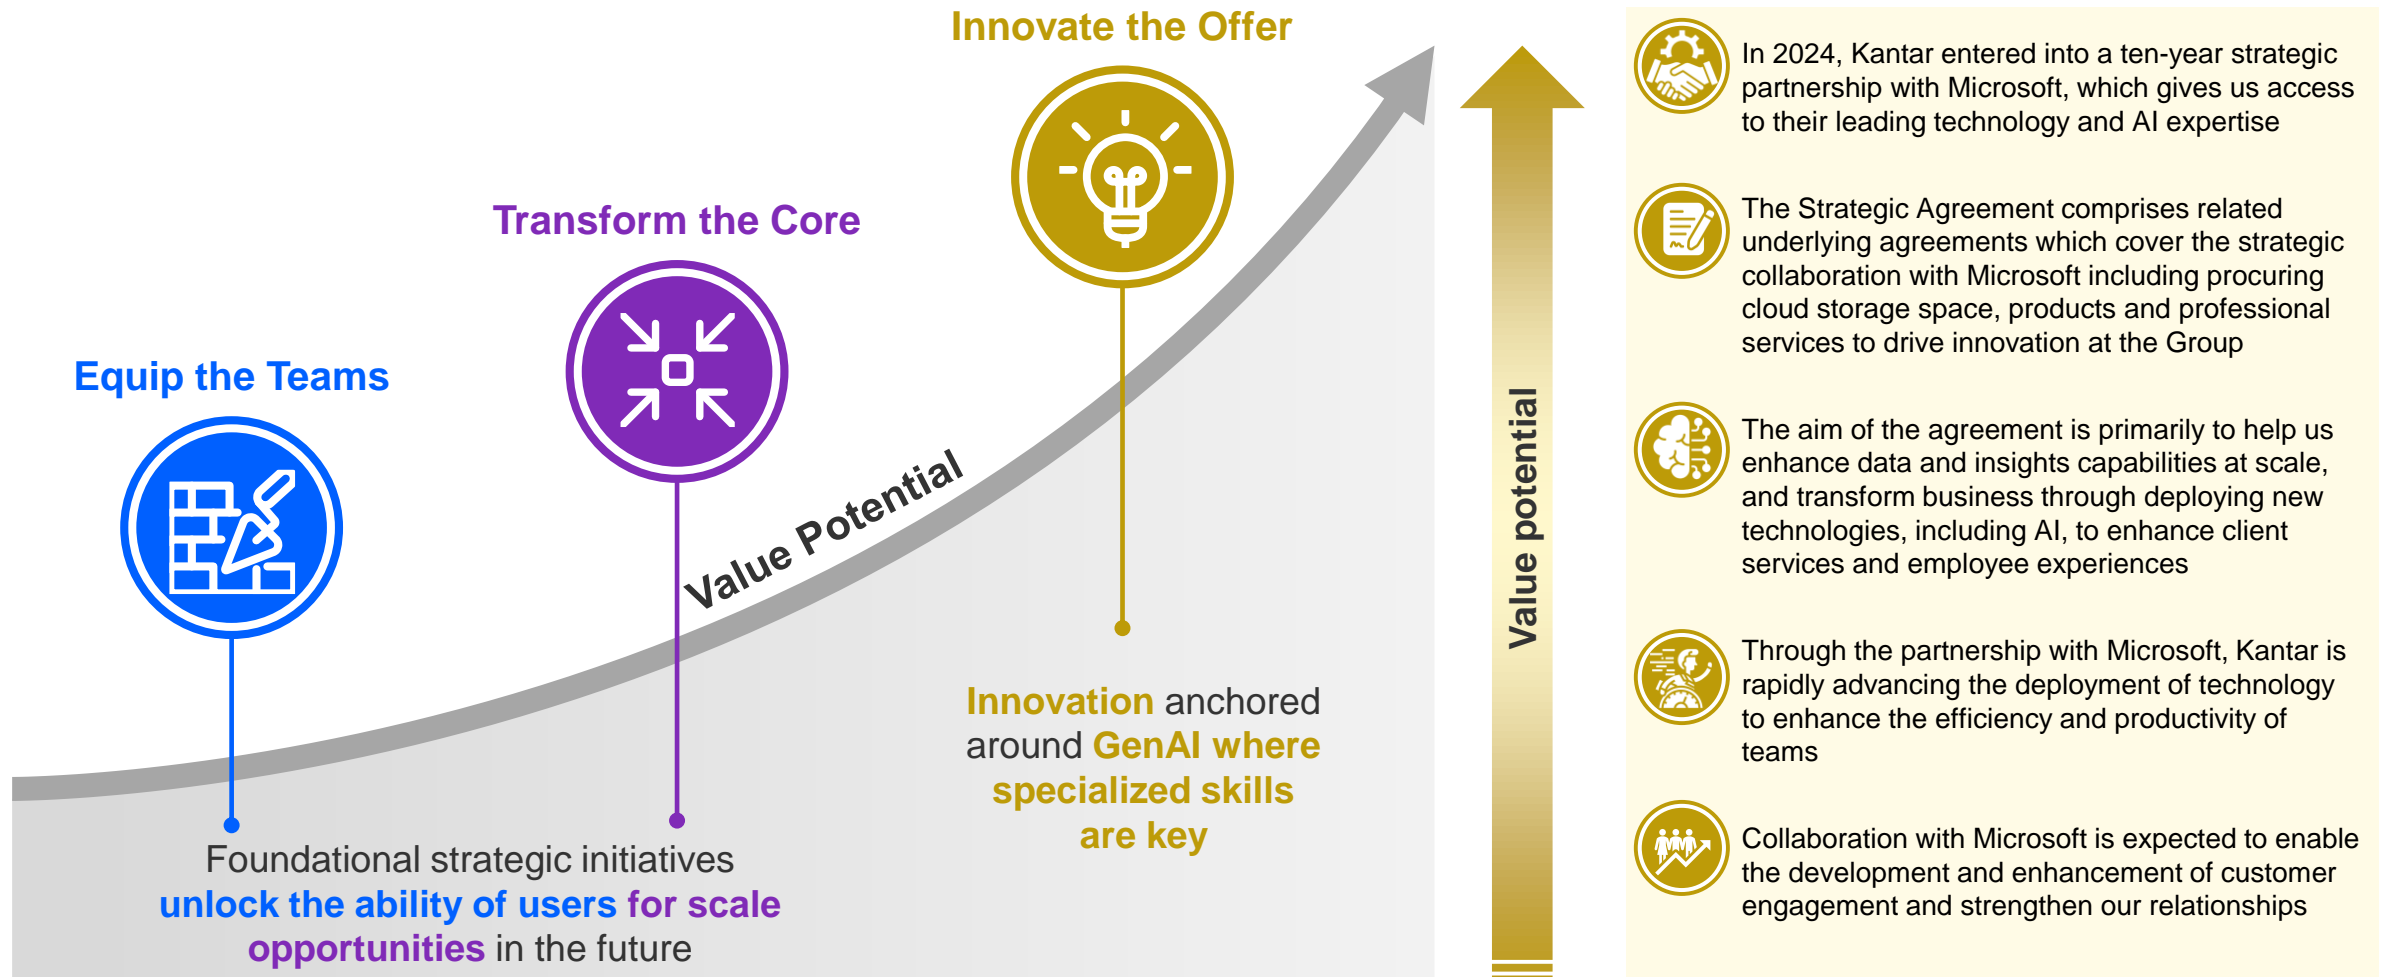 Innovate the Offer
Transform the Core
Equip the Teams
Value Potential
Innovation anchored
around GenAI where
specialized skills
are key
Foundational strategic initiatives
unlock the ability of users for scale
opportunities in the future
Value potential
In 2024, Kantar entered into a ten-year strategic
partnership with Microsoft, which gives us access
to their leading technology and AI expertise
The Strategic Agreement comprises related
underlying agreements which cover the strategic
collaboration with Microsoft including procuring
cloud storage space, products and professional
services to drive innovation at the Group
The aim of the agreement is primarily to help us
enhance data and insights capabilities at scale,
and transform business through deploying new
technologies, including AI, to enhance client
services and employee experiences
Through the partnership with Microsoft, Kantar is
rapidly advancing the deployment of technology
to enhance the efficiency and productivity of
teams
Collaboration with Microsoft is expected to enable
the development and enhancement of customer
engagement and strengthen our relationships